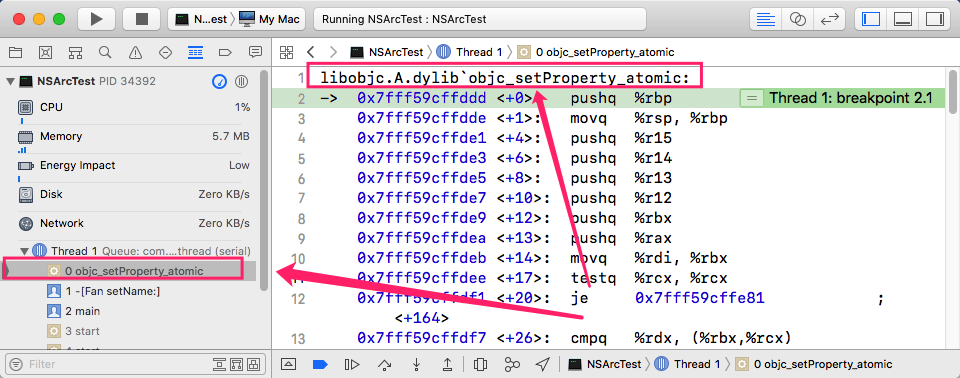 N...est 〉 My Mac
Running NSArcTest : NSArcTest
NSArcTest PID 34392
CPU 1%
Memory 5.7 MB
Energy Impact Low
Disk Zero KB/s
Network Zero KB/s
Thread 1 Queue: com....thread (serial)
0 objc_setProperty_atomic
1 -[Fan setName:]
2 main
3 start
4 start
Filter
NSArcTest 〉 Thread 1 〉 0 objc_setProperty_atomic
1 libobjc.A.dylib`objc_setProperty_atomic:
2 -> 0x7fff59cffddd <+0>: pushq %rbp Thread 1: breakpoint 2.1
3 0x7fff59cffdde <+1>: movq %rsp, %rbp
4 0x7fff59cffde1 <+4>: pushq %r15
5 0x7fff59cffde3 <+6>: pushq %r14
6 0x7fff59cffde5 <+8>: pushq %r13
7 0x7fff59cffde7 <+10>: pushq %r12
8 0x7fff59cffde9 <+12>: pushq %rbx
9 0x7fff59cffdea <+13>: pushq %rax
10 0x7fff59cffdeb <+14>: movq %rdi, %rbx
11 0x7fff59cffdee <+17>: testq %rcx, %rcx
12 0x7fff59cffdf1 <+20>: je 0x7fff59cffe81 ;
<+164>
13 0x7fff59cffdf7 <+26>: cmpq %rdx, (%rbx,%rcx)
NSArcTest 〉 Thread 1 〉 0 objc_setProperty_atomic